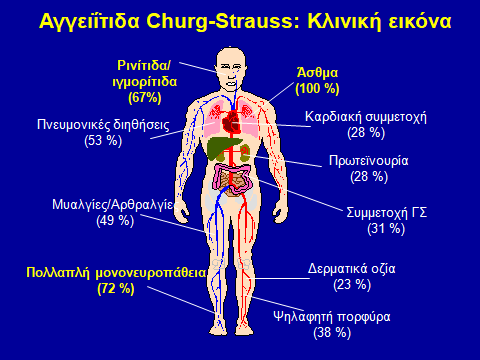 Αγγειΐτιδα Churg-Strauss: Κλινική εικόνα
Ρινίτιδα/
ιγμορίτιδα
(67%)
Άσθμα
(100 %)
Πνευμονικές διηθήσεις
(53 %)
Καρδιακή συμμετοχή
(28 %)
Πρωτεϊνουρία
(28 %)
Μυαλγίες/Αρθραλγίες
(49 %)
Συμμετοχή ΓΣ
(31 %)
Πολλαπλή μονονευροπάθεια
(72 %)
Δερματικά οζία
(23 %)
Ψηλαφητή πορφύρα
(38 %)